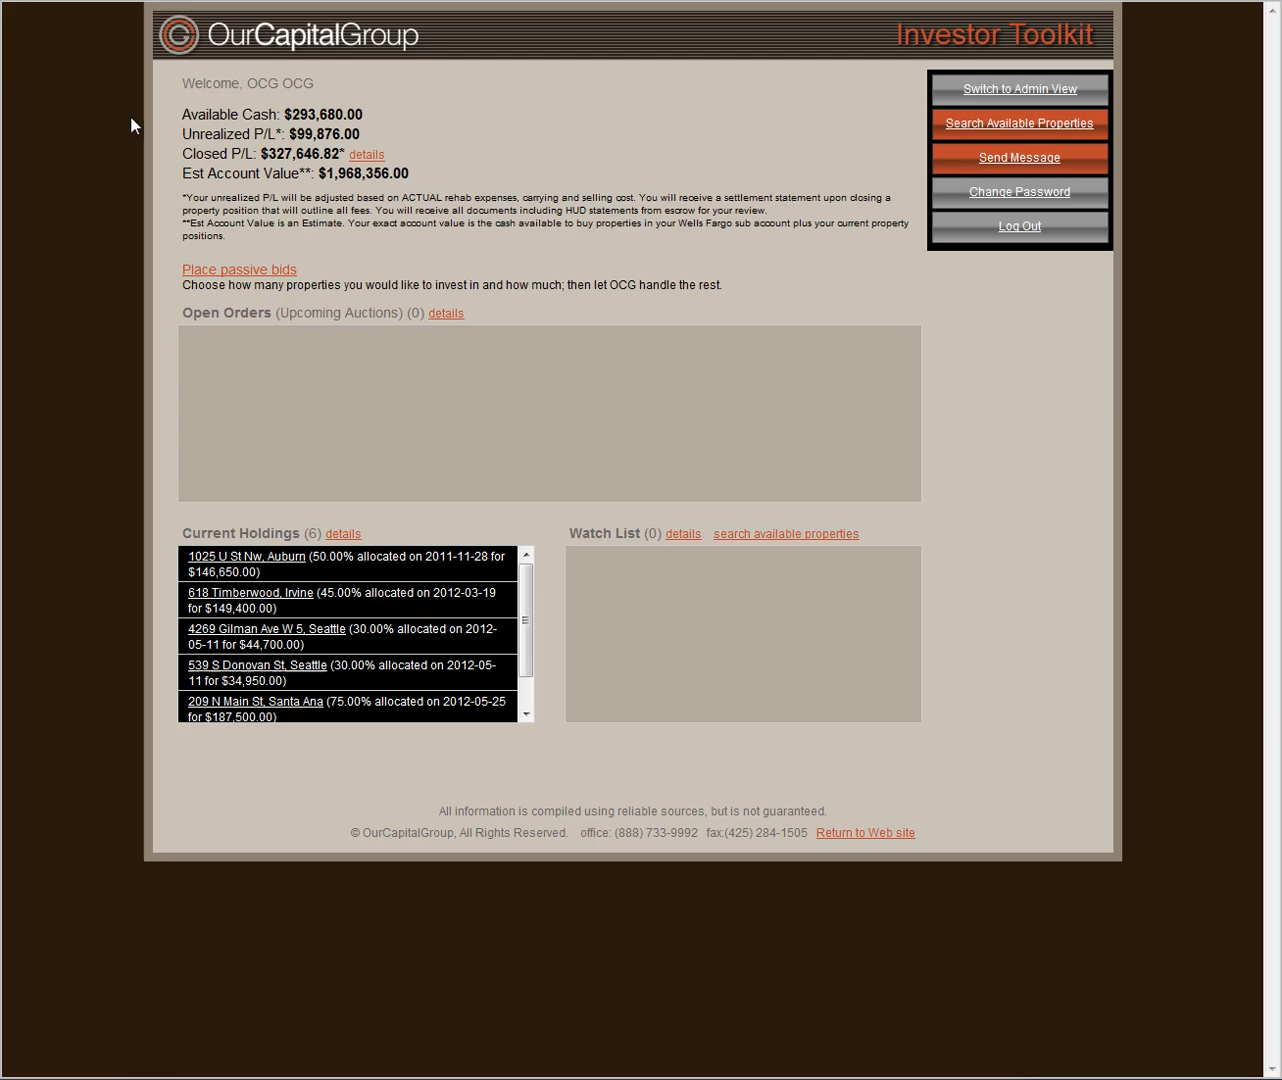 OurCapitalGroup
Investor Toolkit
Welcome, OCG OCG
Available Cash: $293,680.00
Unrealized P/L*: $99,876.00
Closed P/L: $327,646.82* details
Est Account Value**: $1,968,356.00
*Your unrealized P/L will be adjusted based on ACTUAL rehab expenses, carrying and selling cost. You will receive a settlement statement upon closing a
property position that will outline all fees. You will receive all documents including HUD statements from escrow for your review.
**Est Account Value is an Estimate. Your exact account value is the cash available to buy properties in your Wells Fargo sub account plus your current property
positions.
Switch to Admin View
Search Available Properties
Send Message
Change Password
Log Out
Place passive bids
Choose how many properties you would like to invest in and how much; then let OCG handle the rest.
Open Orders (Upcoming Auctions) (0) details
Current Holdings (6) details
1025 U St Nw, Auburn (50.00% allocated on 2011-11-28 for
$146,650.00)
618 Timberwood, Irvine (45.00% allocated on 2012-03-19
for $149,400.00)
4269 Gilman Ave W 5, Seattle (30.00% allocated on 2012-
05-11 for $44,700.00)
539 S Donovan St, Seattle (30.00% allocated on 2012-05-
11 for $34,950.00)
209 N Main St, Santa Ana (75.00% allocated on 2012-05-25
for $187,500.00)
Watch List (0) details search available properties
All information is compiled using reliable sources, but is not guaranteed.
© OurCapitalGroup, All Rights Reserved. office: (888) 733-9992 fax:(425) 284-1505 Return to Web site